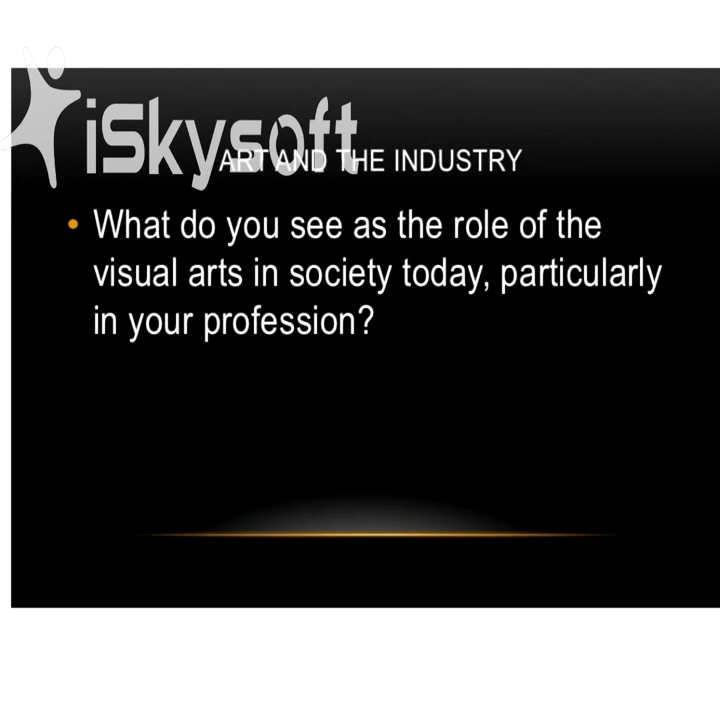 iSkysoft
ART AND THE INDUSTRY
• What do you see as the role of the
visual arts in society today, particularly
in your profession?